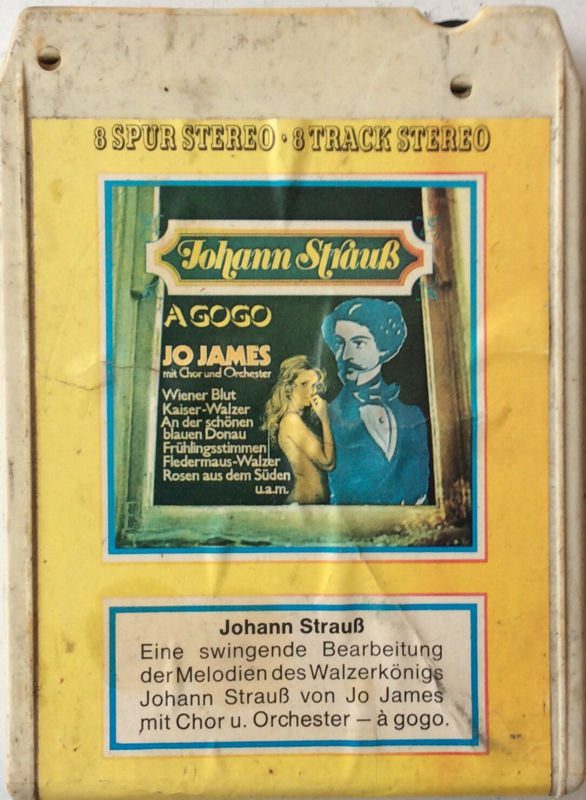 8 SPUR STEREO · 8 TRACK STEREO
Johann Strauß
A GOGO
JO JAMES
mit Chor und Orchester
Wiener Blut
Kaiser-Walzer
An der schönen
blauen Donau
Frühlingsstimmen
Fledermaus-Walzer
Rosen aus dem Süden
u.a.m.
Johann Strauß
Eine swingende Bearbeitung
der Melodien des Walzerkönigs
Johann Strauß von Jo James
mit Chor u. Orchester – à gogo.